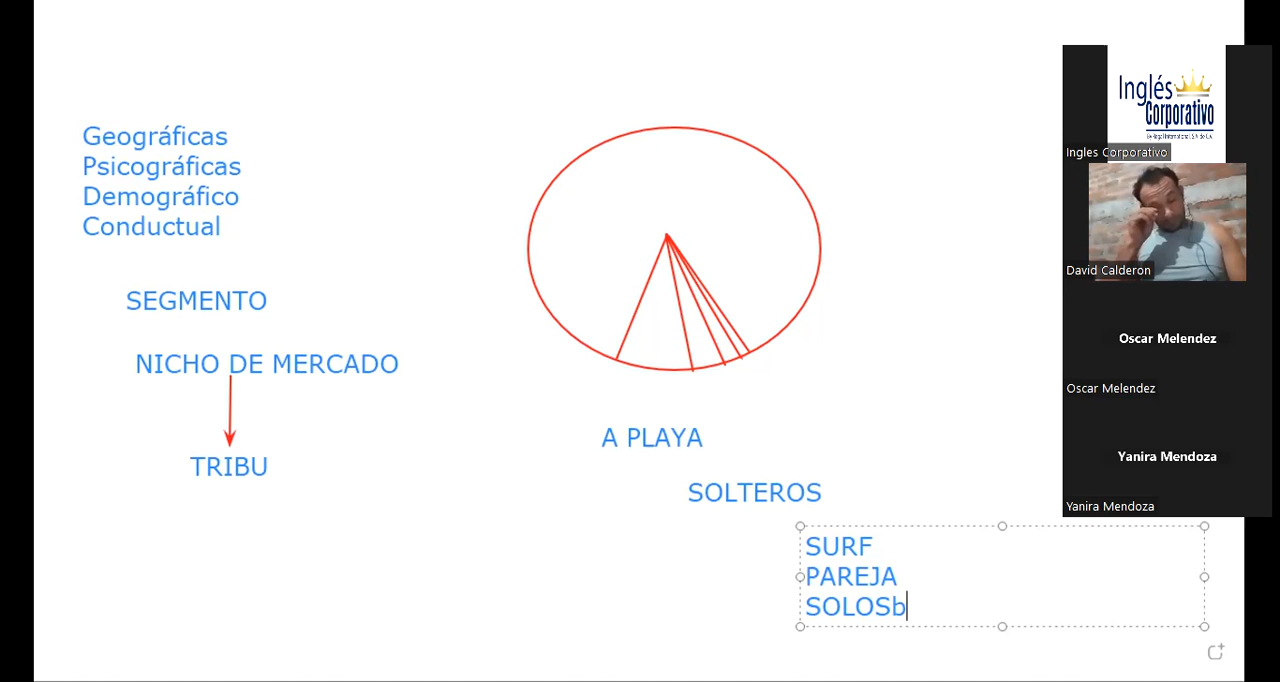 Geográficas
Psicográficas
Demográfico
Conductual
SEGMENTO
NICHO DE MERCADO
TRIBU
A PLAYA
SOLTEROS
SURF
PAREJA
SOLOSb
Inglés
Corporativo
Ingles Corporativo
David Calderon
Oscar Melendez
Oscar Melendez
Yanira Mendoza
Yanira Mendoza